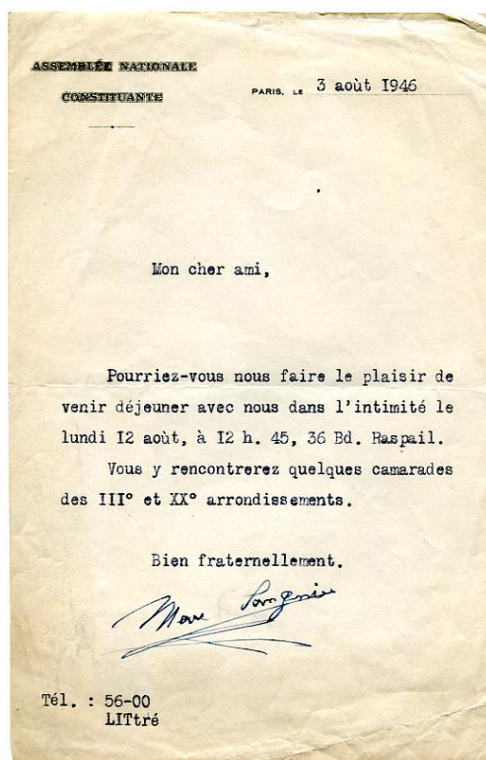 ASSEMBLÉE NATIONALE
CONSTITUANTE
PARIS, LE 3 aoùt I946
Mon cher ami,
Pourriez-vous nous faire le plaisir de
venir déjeuner avec nous dans l'intimité le
lundi I2 aoùt, à I2 h. 45, 36 Bd. Raspail.
Vous y rencontrerez quelques camarades
des III° et XX° arrondissements.
Bien fraternellement.
Marc Sangnier
Tél. : 56-00
LITtré